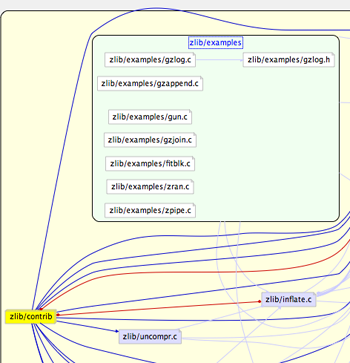 zlib/examples
zlib/examples/gzlog.c
zlib/examples/gzlog.h
zlib/examples/gzappend.c
zlib/examples/gun.c
zlib/examples/gzjoin.c
zlib/examples/fitblk.c
zlib/examples/zran.c
zlib/examples/zpipe.c
zlib/inflate.c
zlib/contrib
zlib/uncompr.c